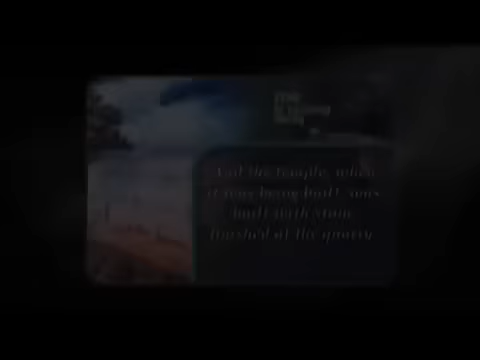 And the temple, when
it was being built, was
built with stone
finished at the quarry